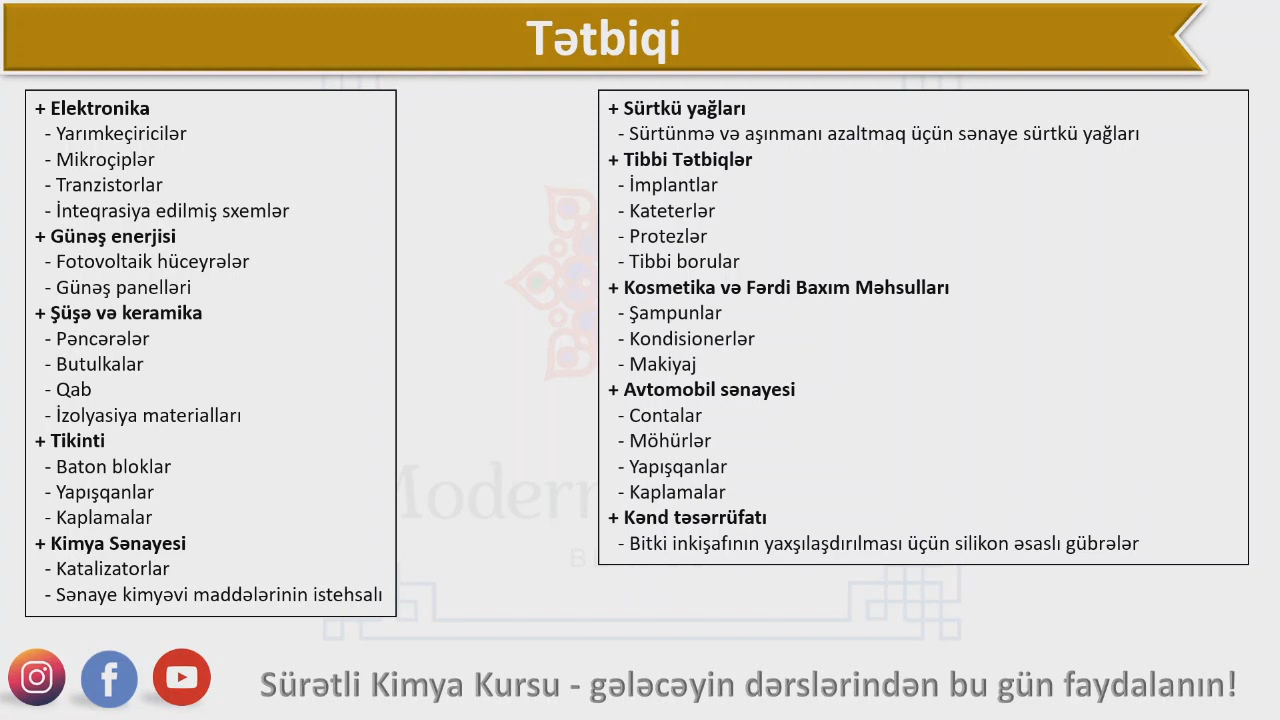 Tətbiqi
+ Elektronika
- Yarımkeçiricilər
- Mikroçiplər
- Tranzistorlar
- İnteqrasiya edilmiş sxemlər
+ Günəş enerjisi
- Fotovoltaik hüceyrələr
- Günəş panelləri
+ Şüşə və keramika
- Pəncərələr
- Butulkalar
- Qab
- İzolyasiya materialları
+ Tikinti
- Baton bloklar
- Yapışqanlar
- Kaplamalar
+ Kimya Sənayesi
- Katalizatorlar
- Sənaye kimyəvi maddələrinin istehsalı
+ Sürtkü yağları
- Sürtünmə və aşınmanı azaltmaq üçün sənaye sürtkü yağları
+ Tibbi Tətbiqlər
- İmplantlar
- Kateterlər
- Protezlər
- Tibbi borular
+ Kosmetika və Fərdi Baxım Məhsulları
- Şampunlar
- Kondisionerlər
- Makiyaj
+ Avtomobil sənayesi
- Contalar
- Möhürlər
- Yapışqanlar
- Kaplamalar
+ Kənd təsərrüfatı
- Bitki inkişafının yaxşılaşdırılması üçün silikon əsaslı gübrələr
Modern
Sürətli Kimya Kursu - gələcəyin dərslərindən bu gün faydalanın!